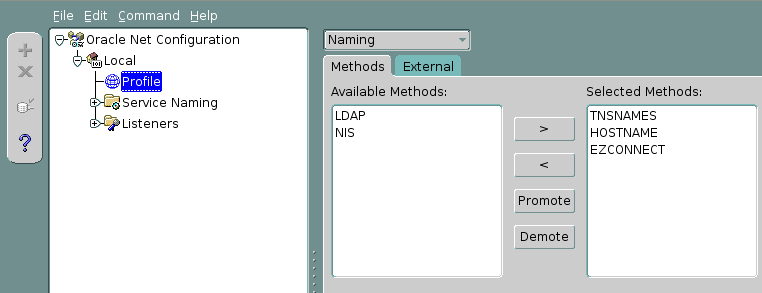 File Edit Command Help
Oracle Net Configuration
Local
Profile
Service Naming
Listeners
Naming
Methods External
Available Methods:
LDAP
NIS
>
<
Promote
Demote
Selected Methods:
TNSNAMES
HOSTNAME
EZCONNECT